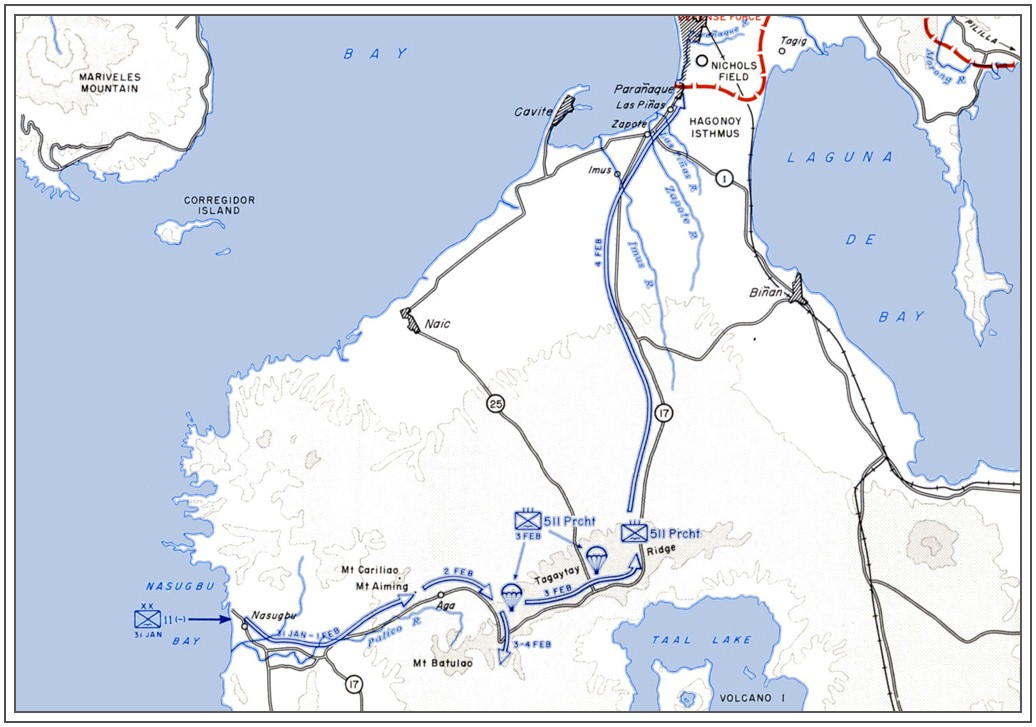 DEFENSE FORCE
Parañaque R
PILILLA
BAY
Tagig
MARIVELES
MOUNTAIN
NICHOLS
FIELD
Morong R
Parañaque
Las Piñas
Cavite
Zapote
HAGONOY
ISTHMUS
LAGUNA
Las Piñas R
Imus
1
CORREGIDOR
ISLAND
Zapote R
4 FEB
Imus R
DE
Biñan
BAY
Naic
25
17
511 Prcht
3 FEB
511 Prcht
Ridge
Tagaytay
Mt Cariliao
2 FEB
Mt Aiming
NASUGBU
3 FEB
Aga
XX
11(-)
31 JAN
Nasugbu
31 JAN-1 FEB
Palico R
BAY
3-4 FEB
TAAL LAKE
Mt Batulao
17
VOLCANO I